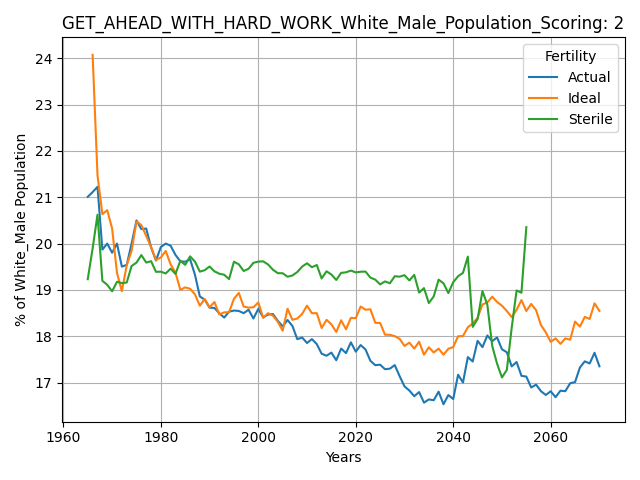 GET_AHEAD_WITH_HARD_WORK_White_Male_Population_Scoring: 2
Fertility
Actual
Ideal
Sterile
% of White_Male Population
24
23
22
21
20
19
18
17
1960
1980
2000
2020
2040
2060
Years